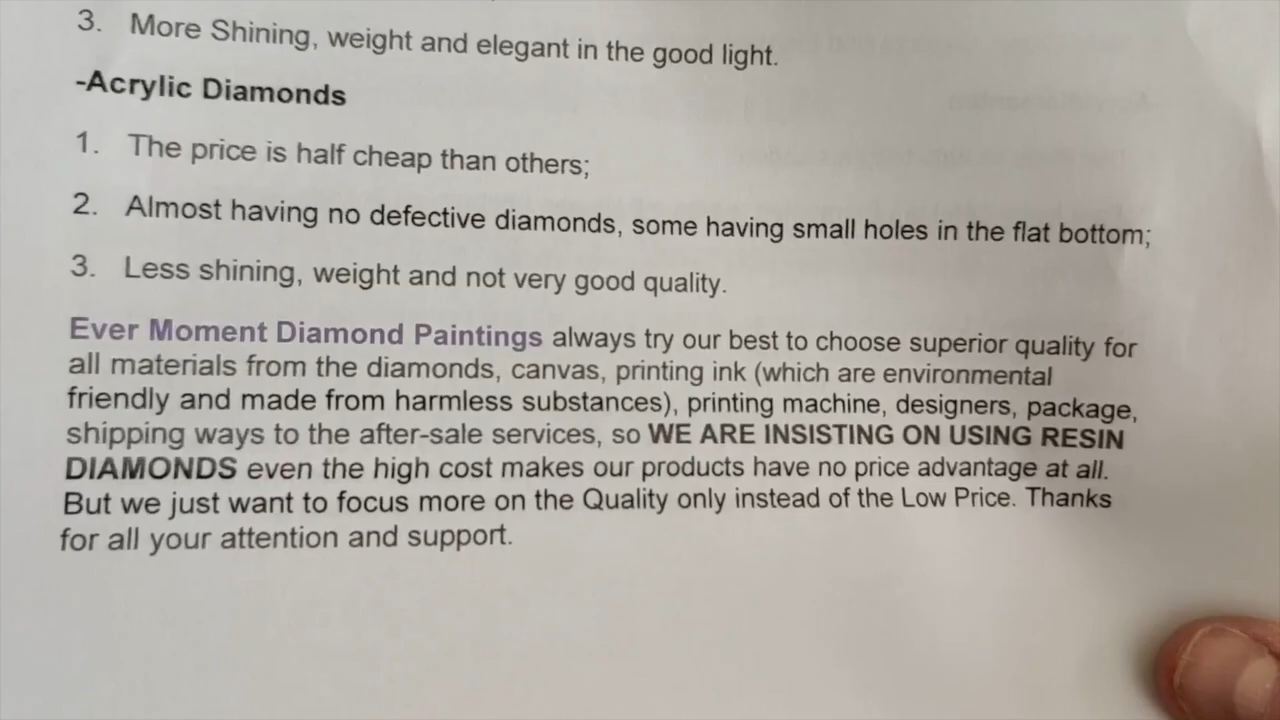 3. More Shining, weight and elegant in the good light.
-Acrylic Diamonds
1. The price is half cheap than others;
2. Almost having no defective diamonds, some having small holes in the flat bottom;
3. Less shining, weight and not very good quality.
Ever Moment Diamond Paintings always try our best to choose superior quality for
all materials from the diamonds, canvas, printing ink (which are environmental
friendly and made from harmless substances), printing machine, designers, package,
shipping ways to the after-sale services, so WE ARE INSISTING ON USING RESIN
DIAMONDS even the high cost makes our products have no price advantage at all.
But we just want to focus more on the Quality only instead of the Low Price. Thanks
for all your attention and support.